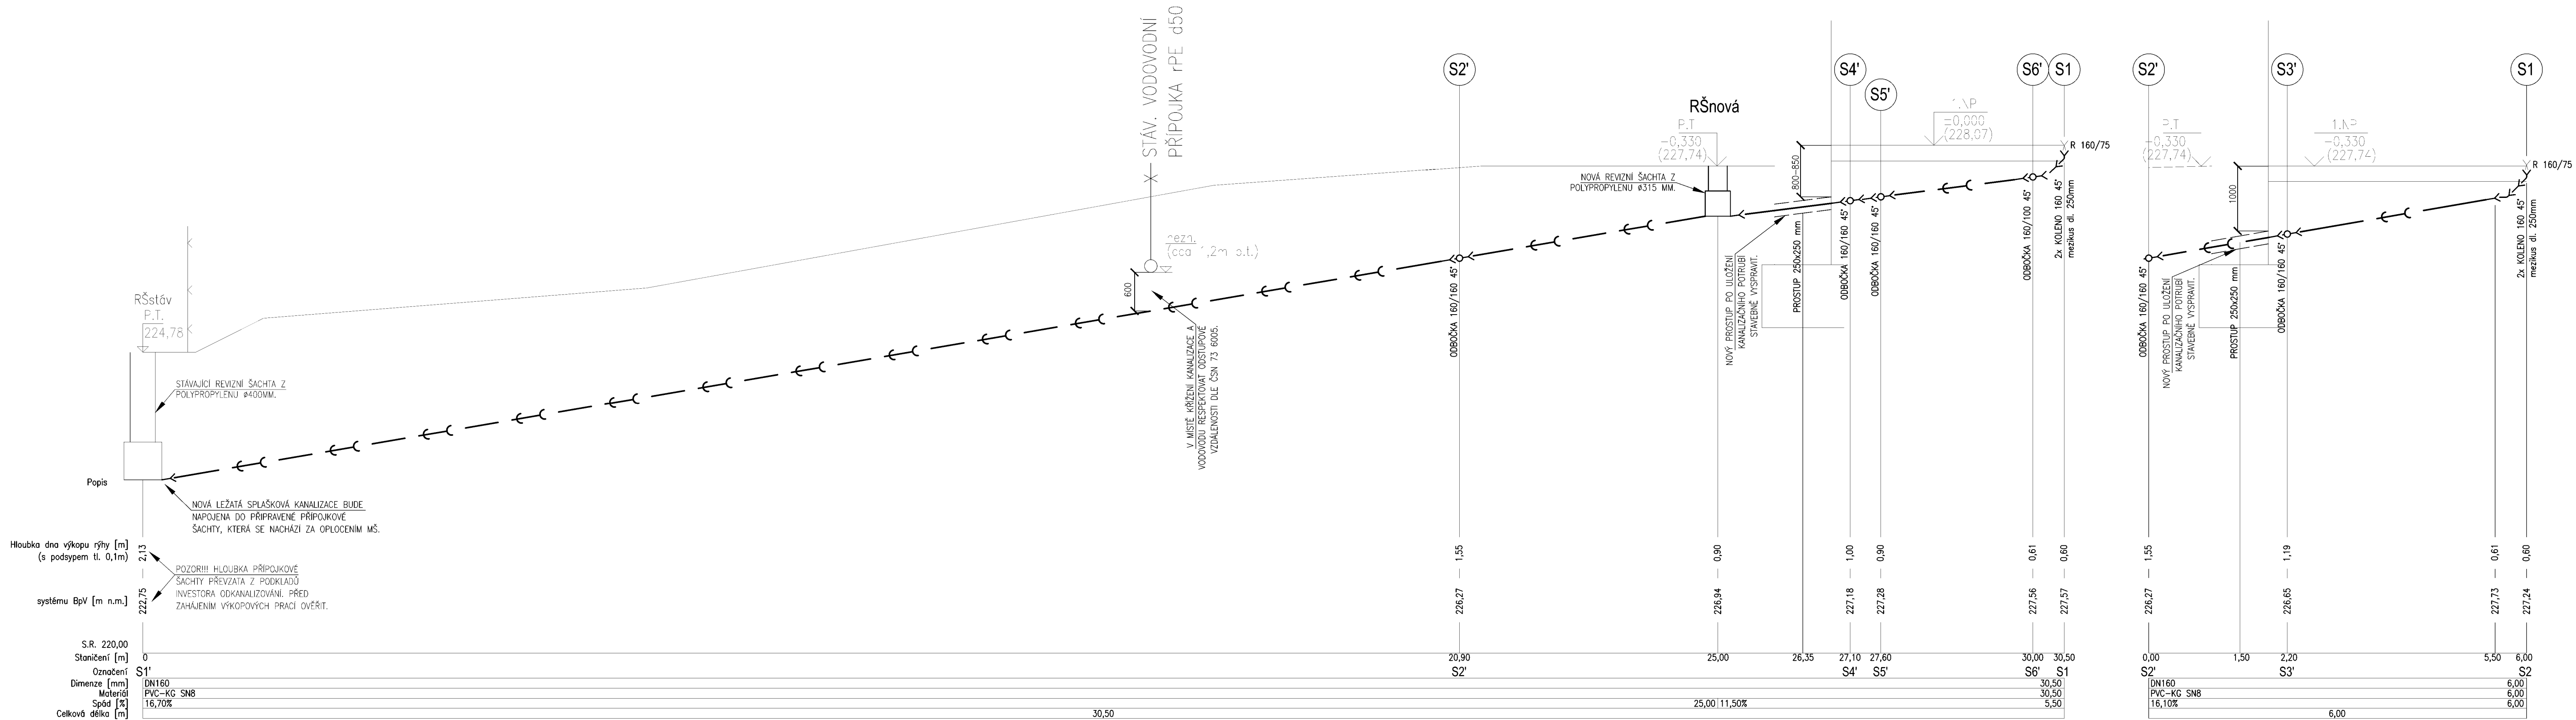 STÁV. VODOVODNÍ
PŘÍPOJKA rPE d50
S2'
S4'
S5'
S6'
S1
S2'
S3'
S1
RŠnová
P.T
-0,330
(227,74)
1.NP
±0,000
(228,07)
R 160/75
P.T
-0,330
(227,74)
1.NP
-0,330
(227,74)
R 160/75
NOVÁ REVIZNÍ ŠACHTA Z
POLYPROPYLENU ø315 MM.
800-850
1000
600
nezn.
(cca 1,2m p.t.)
RŠstáv
P.T.
224,78
STÁVAJÍCÍ REVIZNÍ ŠACHTA Z
POLYPROPYLENU ø400MM.
V MÍSTĚ KŘÍŽENÍ KANALIZACE A
VODOVODU RESPEKTOVAT ODSTUPOVÉ
VZDÁLENOSTI DLE ČSN 73 6005.
ODBOČKA 160/160 45°
NOVÝ PROSTUP PO ULOŽENÍ
KANALIZAČNÍHO POTRUBÍ
STAVEBNĚ VYSPRAVIT.
PROSTUP 250x250 mm
ODBOČKA 160/160 45°
ODBOČKA 160/160 45°
ODBOČKA 160/100 45°
2x KOLENO 160 45°
mezikus dl. 250mm
ODBOČKA 160/160 45°
NOVÝ PROSTUP PO ULOŽENÍ
KANALIZAČNÍHO POTRUBÍ
STAVEBNĚ VYSPRAVIT.
PROSTUP 250x250 mm
ODBOČKA 160/160 45°
2x KOLENO 160 45°
mezikus dl. 250mm
Popis
NOVÁ LEŽATÁ SPLAŠKOVÁ KANALIZACE BUDE
NAPOJENA DO PŘIPRAVENÉ PŘÍPOJKOVÉ
ŠACHTY, KTERÁ SE NACHÁZÍ ZA OPLOCENÍM MŠ.
Hloubka dna výkopu rýhy [m]
(s podsypem tl. 0,1m)
2,13 1,55 0,90 1,00 0,90 0,61 0,60 1,55 1,19 0,61 0,60
POZOR!!! HLOUBKA PŘÍPOJKOVÉ
ŠACHTY PŘEVZATA Z PODKLADŮ
INVESTORA ODKANALIZOVÁNÍ. PŘED
ZAHÁJENÍM VÝKOPOVÝCH PRACÍ OVĚŘIT.
systému BpV [m n.m.] 222,75 226,27 226,94 227,18 227,28 227,56 227,57 226,27 226,65 227,73 227,24
S.R. 220,00
Staničení [m] 0 20,90 25,00 26,35 27,10 27,60 30,00 30,50 0,00 1,50 2,20 5,50 6,00
Označení S1' S2' S4' S5' S6' S1 S2' S3' S2
Dimenze [mm] DN160 30,50 DN160 6,00
Materiál PVC-KG SN8 30,50 PVC-KG SN8 6,00
Spád [%] 16,70% 25,00 11,50% 5,50 16,10% 6,00
Celková délka [m] 30,50 6,00